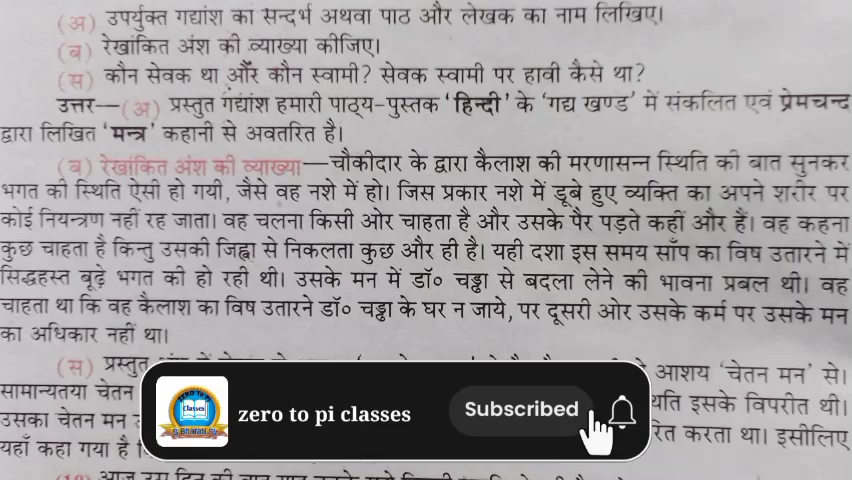 (अ) उपर्युक्त गद्यांश का सन्दर्भ अथवा पाठ और लेखक का नाम लिखिए।
(ब) रेखांकित अंश की व्याख्या कीजिए।
(स) कौन सेवक था और कौन स्वामी? सेवक स्वामी पर हावी कैसे था?
उत्तर—(अ) प्रस्तुत गद्यांश हमारी पाठ्य-पुस्तक 'हिन्दी' के 'गद्य खण्ड' में संकलित एवं प्रेमचन्द
द्वारा लिखित 'मन्त्र' कहानी से अवतरित है।
(ब) रेखांकित अंश की व्याख्या—चौकीदार के द्वारा कैलाश की मरणासन्न स्थिति की बात सुनकर
भगत की स्थिति ऐसी हो गयी, जैसे वह नशे में हो। जिस प्रकार नशे में डूबे हुए व्यक्ति का अपने शरीर पर
कोई नियन्त्रण नहीं रह जाता। वह चलना किसी ओर चाहता है और उसके पैर पड़ते कहीं और हैं। वह कहना
कुछ चाहता है किन्तु उसकी जिह्वा से निकलता कुछ और ही है। यही दशा इस समय साँप का विष उतारने में
सिद्धहस्त बूढ़े भगत की हो रही थी। उसके मन में डॉ० चड्ढा से बदला लेने की भावना प्रबल थी। वह
चाहता था कि वह कैलाश का विष उतारने डॉ० चड्ढा के घर न जाये, पर दूसरी ओर उसके कर्म पर उसके मन
का अधिकार नहीं था।
(स) प्रस्तुत आशय 'चेतन मन' से।
सामान्यतया चेतन इसके विपरीत थी।
उसका चेतन मन करता था। इसीलिए
यहाँ कहा गया है
zero to pi classes
Subscribed
ZERO TO
Classes
S Bharati Sir